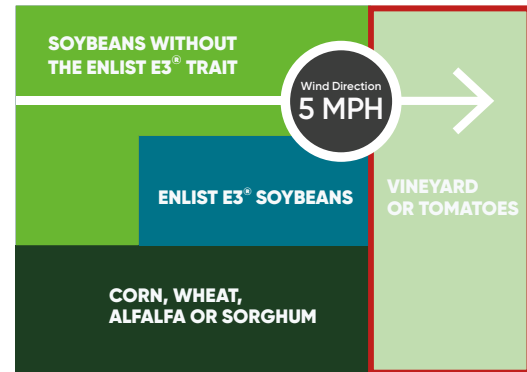 SOYBEANS WITHOUT
THE ENLIST E3® TRAIT
Wind Direction
5 MPH
ENLIST E3® SOYBEANS
VINEYARD
OR TOMATOES
CORN, WHEAT,
ALFALFA OR SORGHUM